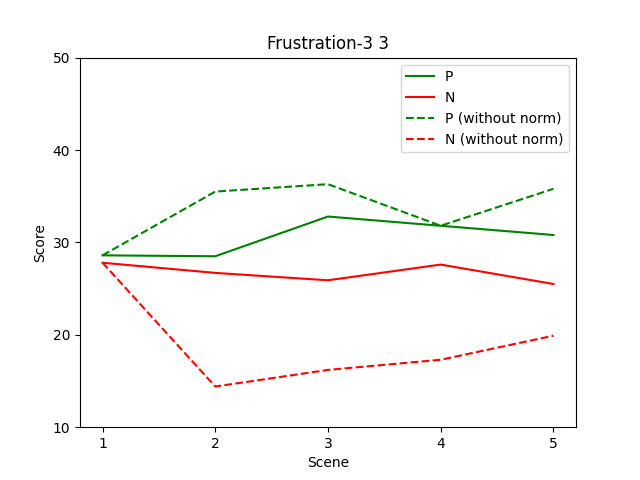 Frustration-3 3
P
N
P (without norm)
N (without norm)
Score
50
40
30
20
10
1 2 3 4 5
Scene